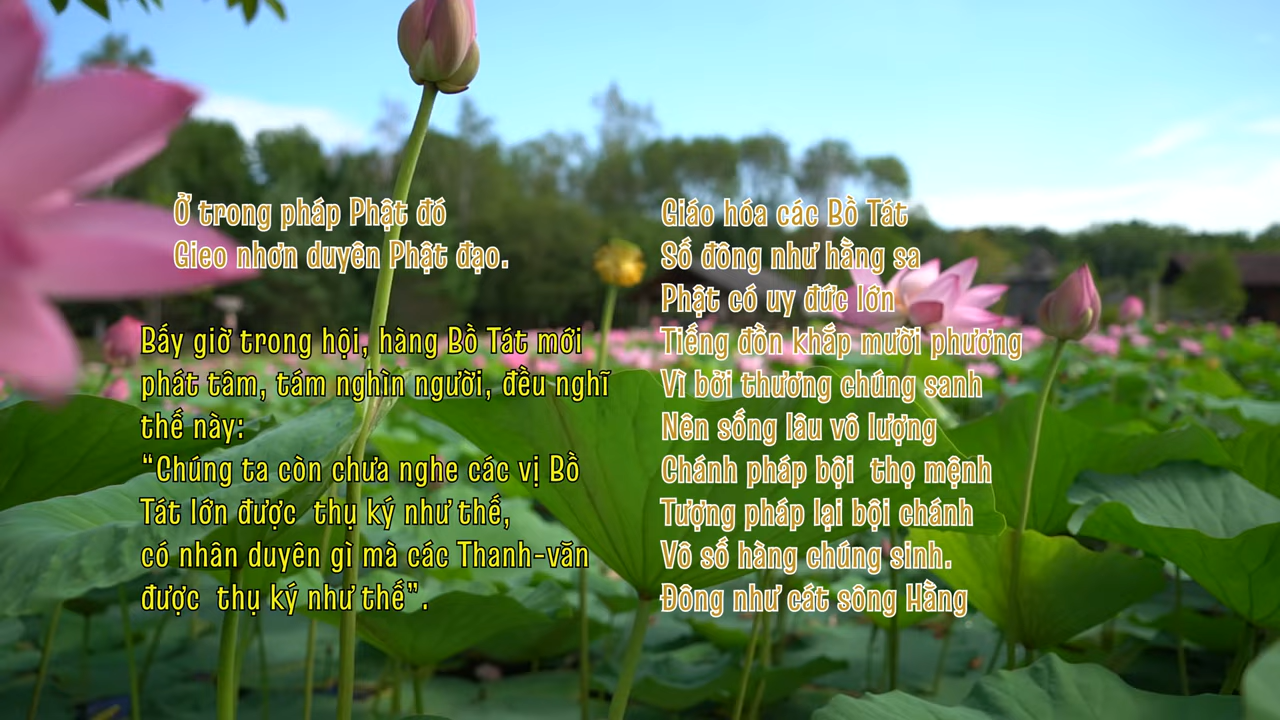 Ở trong pháp Phật đó
Gieo nhơn duyên Phật đạo.
Bấy giờ trong hội, hàng Bồ Tát mới
phát tâm, tám nghìn người, đều nghĩ
thế này:
“Chúng ta còn chưa nghe các vị Bồ
Tát lớn được thụ ký như thế,
có nhân duyên gì mà các Thanh-văn
được thụ ký như thế”.
Giáo hóa các Bồ Tát
Số đông như hằng sa
Phật có uy đức lớn
Tiếng đồn khắp mười phương
Vì bởi thương chúng sanh
Nên sống lâu vô lượng
Chánh pháp bội thọ mệnh
Tượng pháp lại bội chánh
Vô số hàng chúng sinh.
Đông như cát sông Hằng